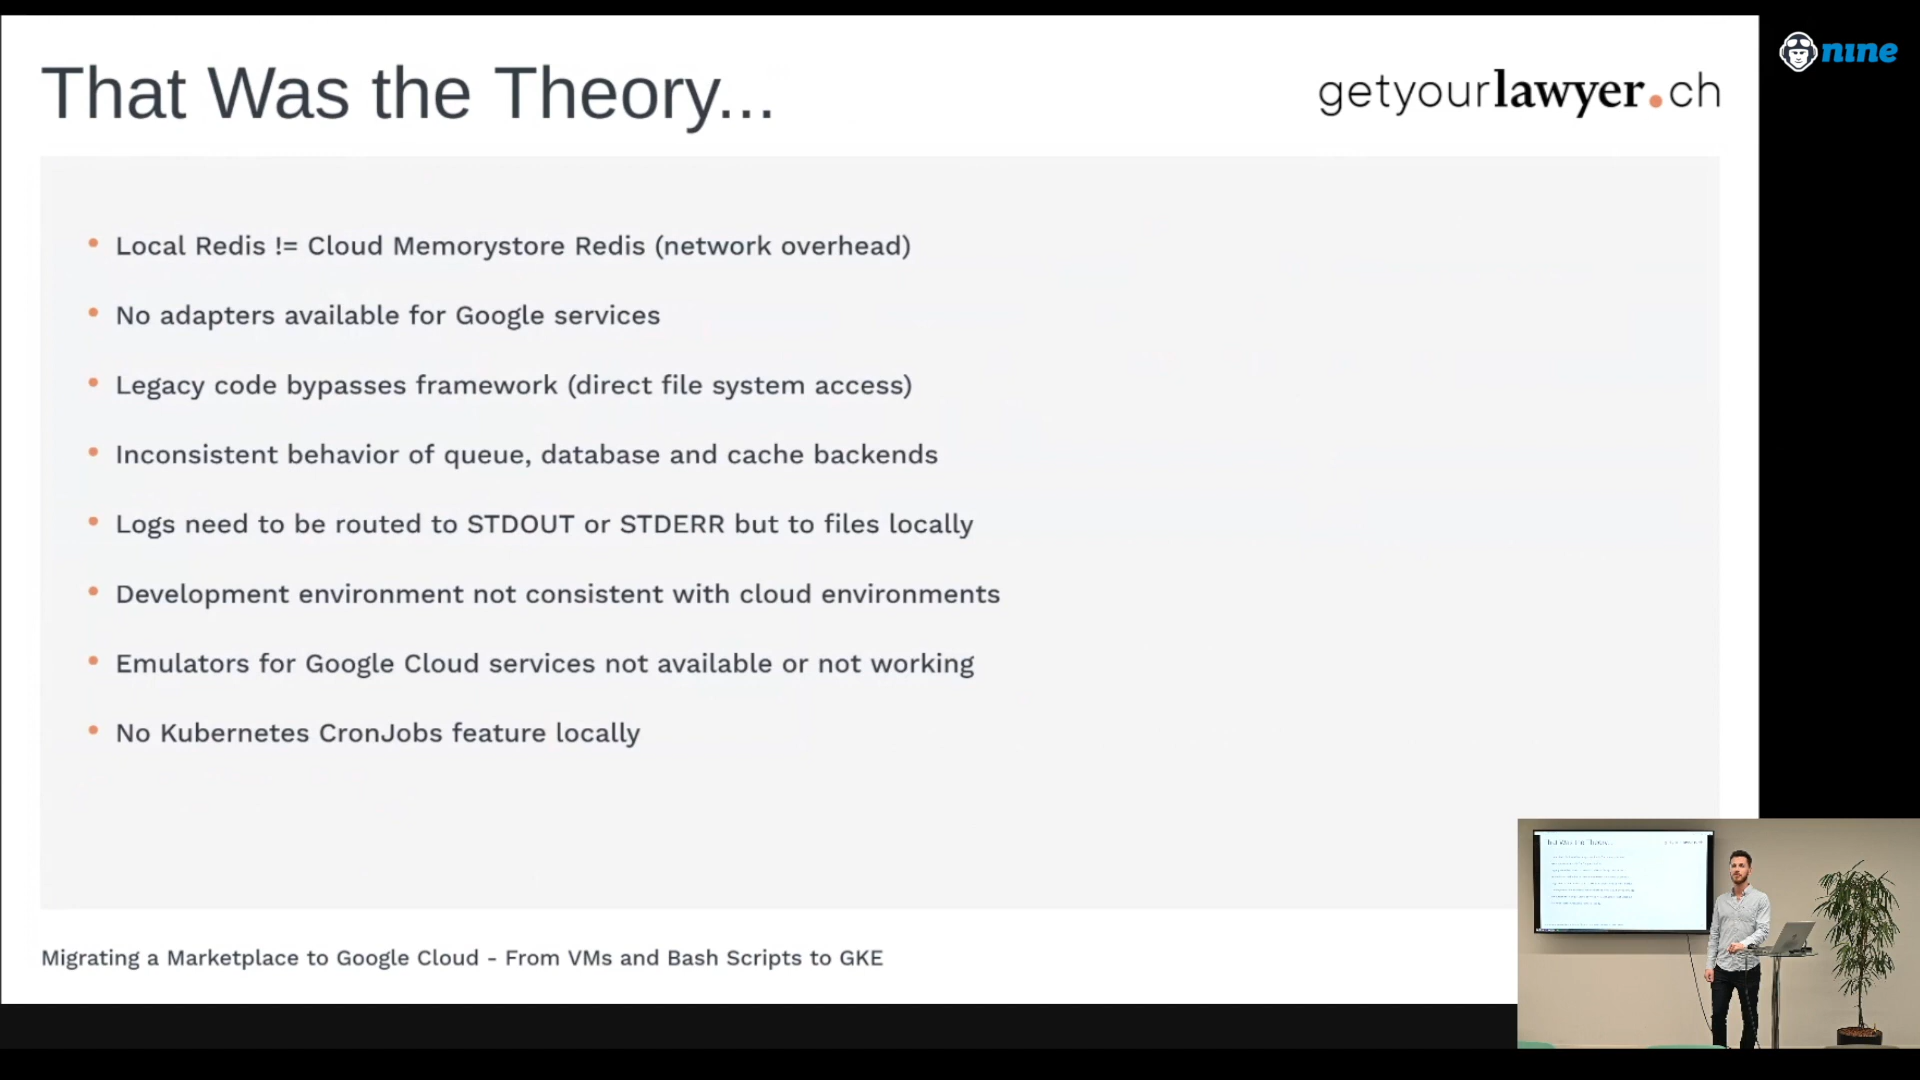 That Was the Theory...
getyourlawyer.ch
nine
Local Redis != Cloud Memorystore Redis (network overhead)
No adapters available for Google services
Legacy code bypasses framework (direct file system access)
Inconsistent behavior of queue, database and cache backends
Logs need to be routed to STDOUT or STDERR but to files locally
Development environment not consistent with cloud environments
Emulators for Google Cloud services not available or not working
No Kubernetes CronJobs feature locally
Migrating a Marketplace to Google Cloud - From VMs and Bash Scripts to GKE
That Was the Theory...